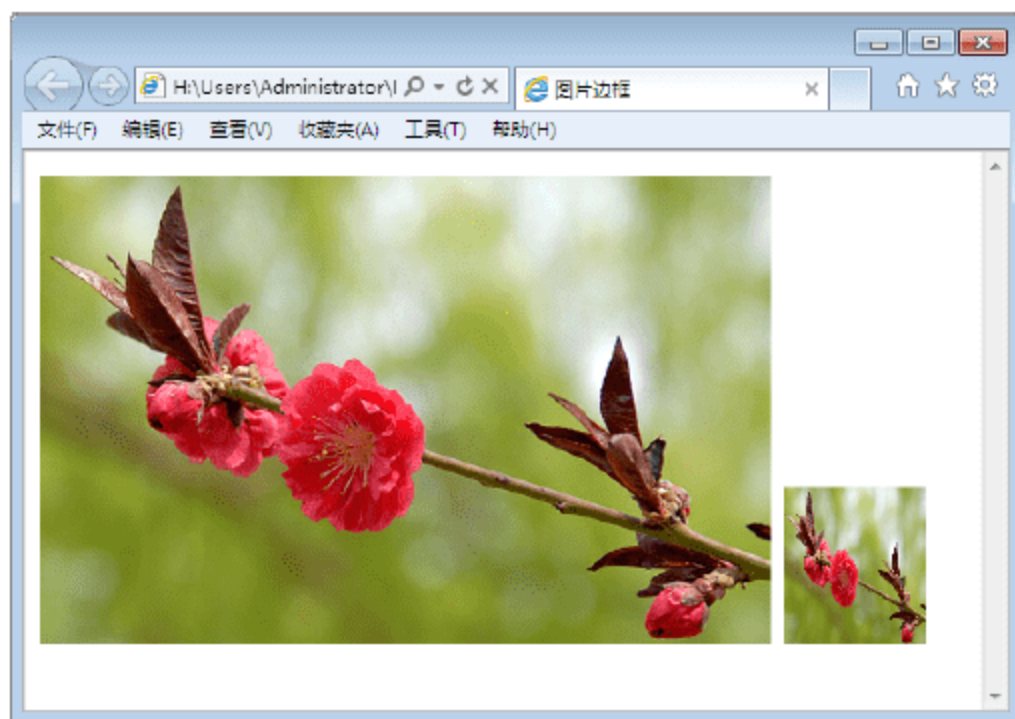 H:\Users\Administrator\I
图片边框
文件(F) 编辑(E) 查看(V) 收藏夹(A) 工具(T) 帮助(H)